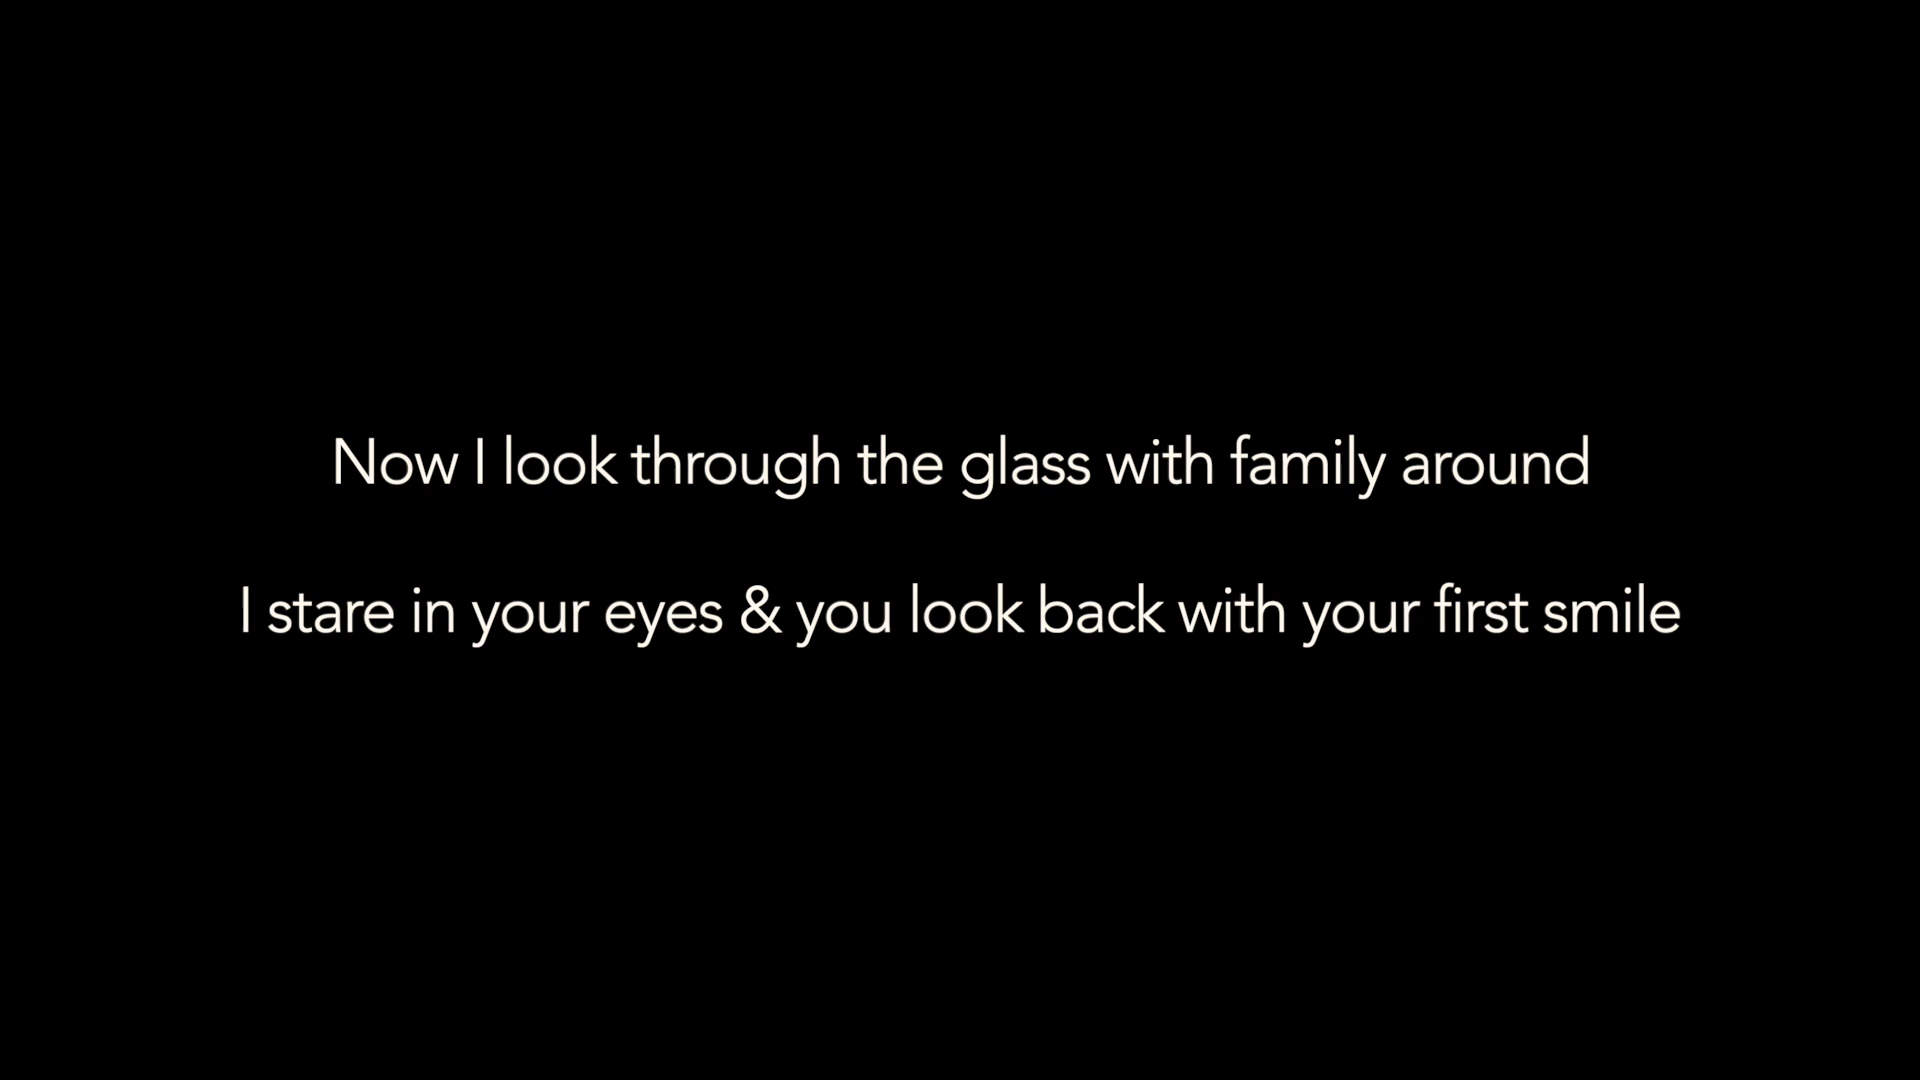 Now I look through the glass with family around
I stare in your eyes & you look back with your first smile